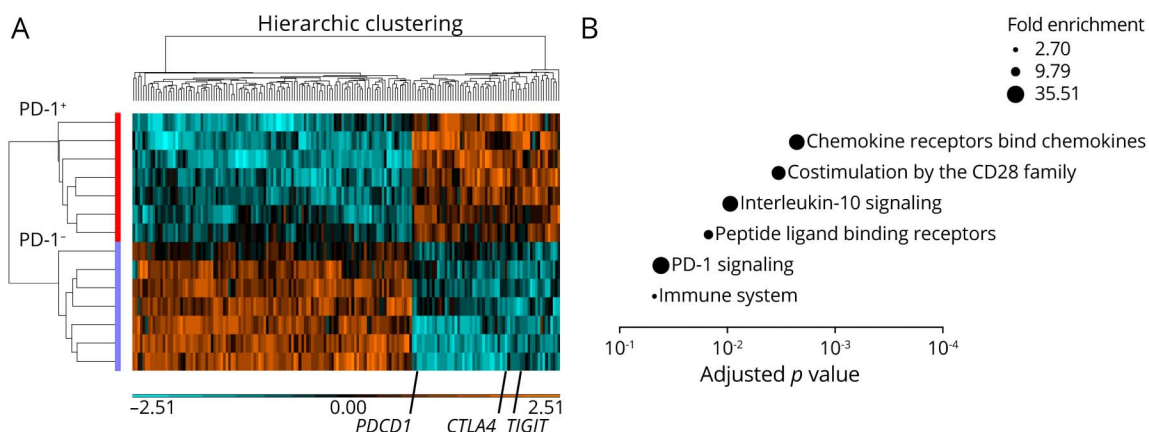 A
Hierarchic clustering
PD-1⁺
PD-1⁻
−2.51
0.00
2.51
PDCD1
CTLA4
TIGIT
B
Fold enrichment
2.70
9.79
35.51
Chemokine receptors bind chemokines
Costimulation by the CD28 family
Interleukin-10 signaling
Peptide ligand binding receptors
PD-1 signaling
Immune system
10⁻¹
10⁻²
10⁻³
10⁻⁴
Adjusted p value